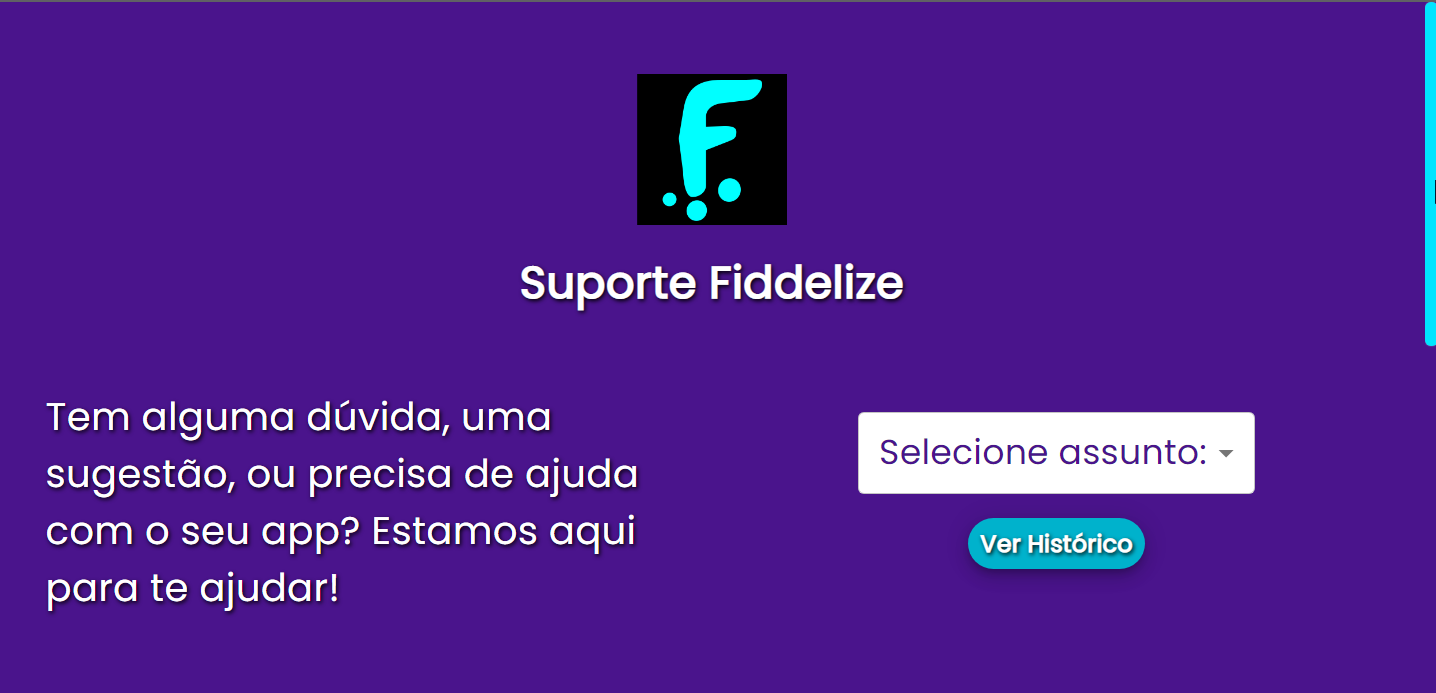 F
Suporte Fiddelize
Tem alguma dúvida, uma
sugestão, ou precisa de ajuda
com o seu app? Estamos aqui
para te ajudar!
Selecione assunto:
Ver Histórico